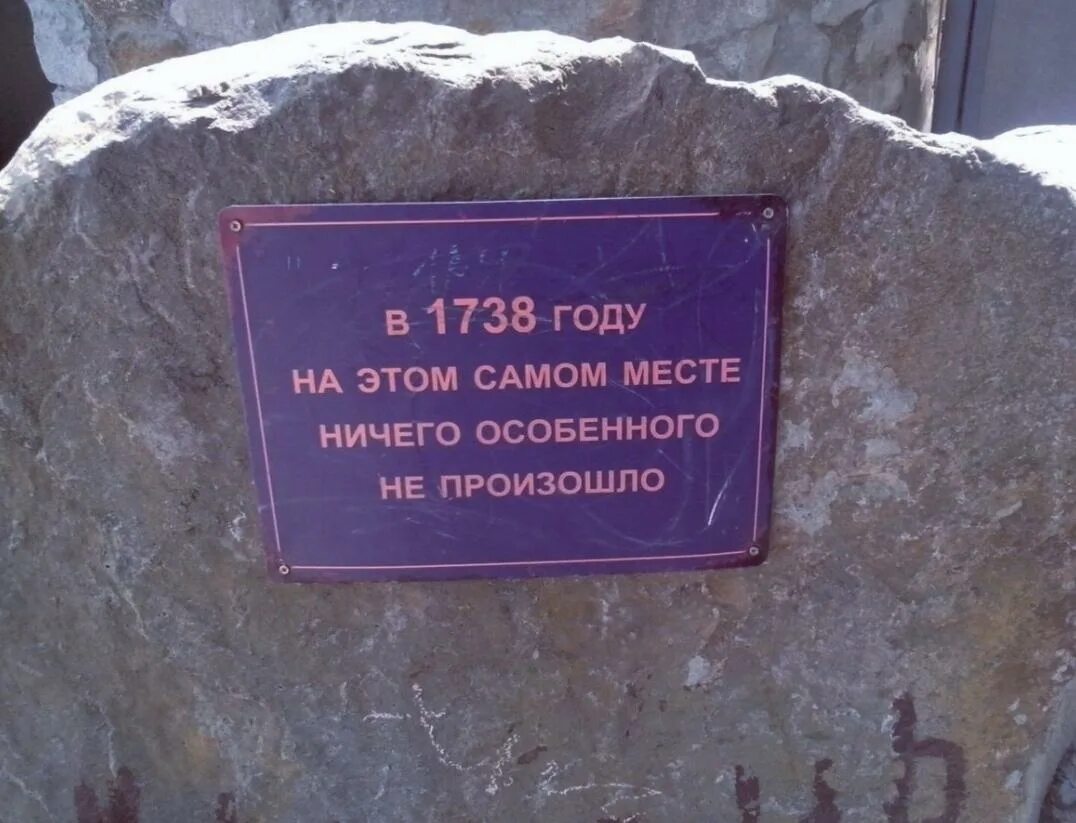 В 1738 ГОДУ
НА ЭТОМ САМОМ МЕСТЕ
НИЧЕГО ОСОБЕННОГО
НЕ ПРОИЗОШЛО